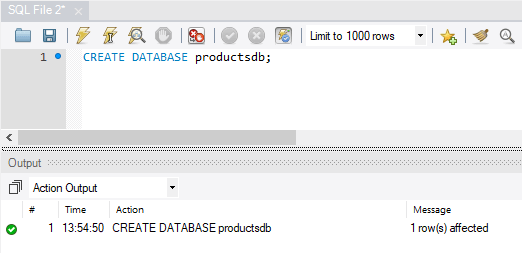 SQL File 2*
Limit to 1000 rows
1 CREATE DATABASE productsdb;
Output
Action Output
# Time Action Message
1 13:54:50 CREATE DATABASE productsdb 1 row(s) affected